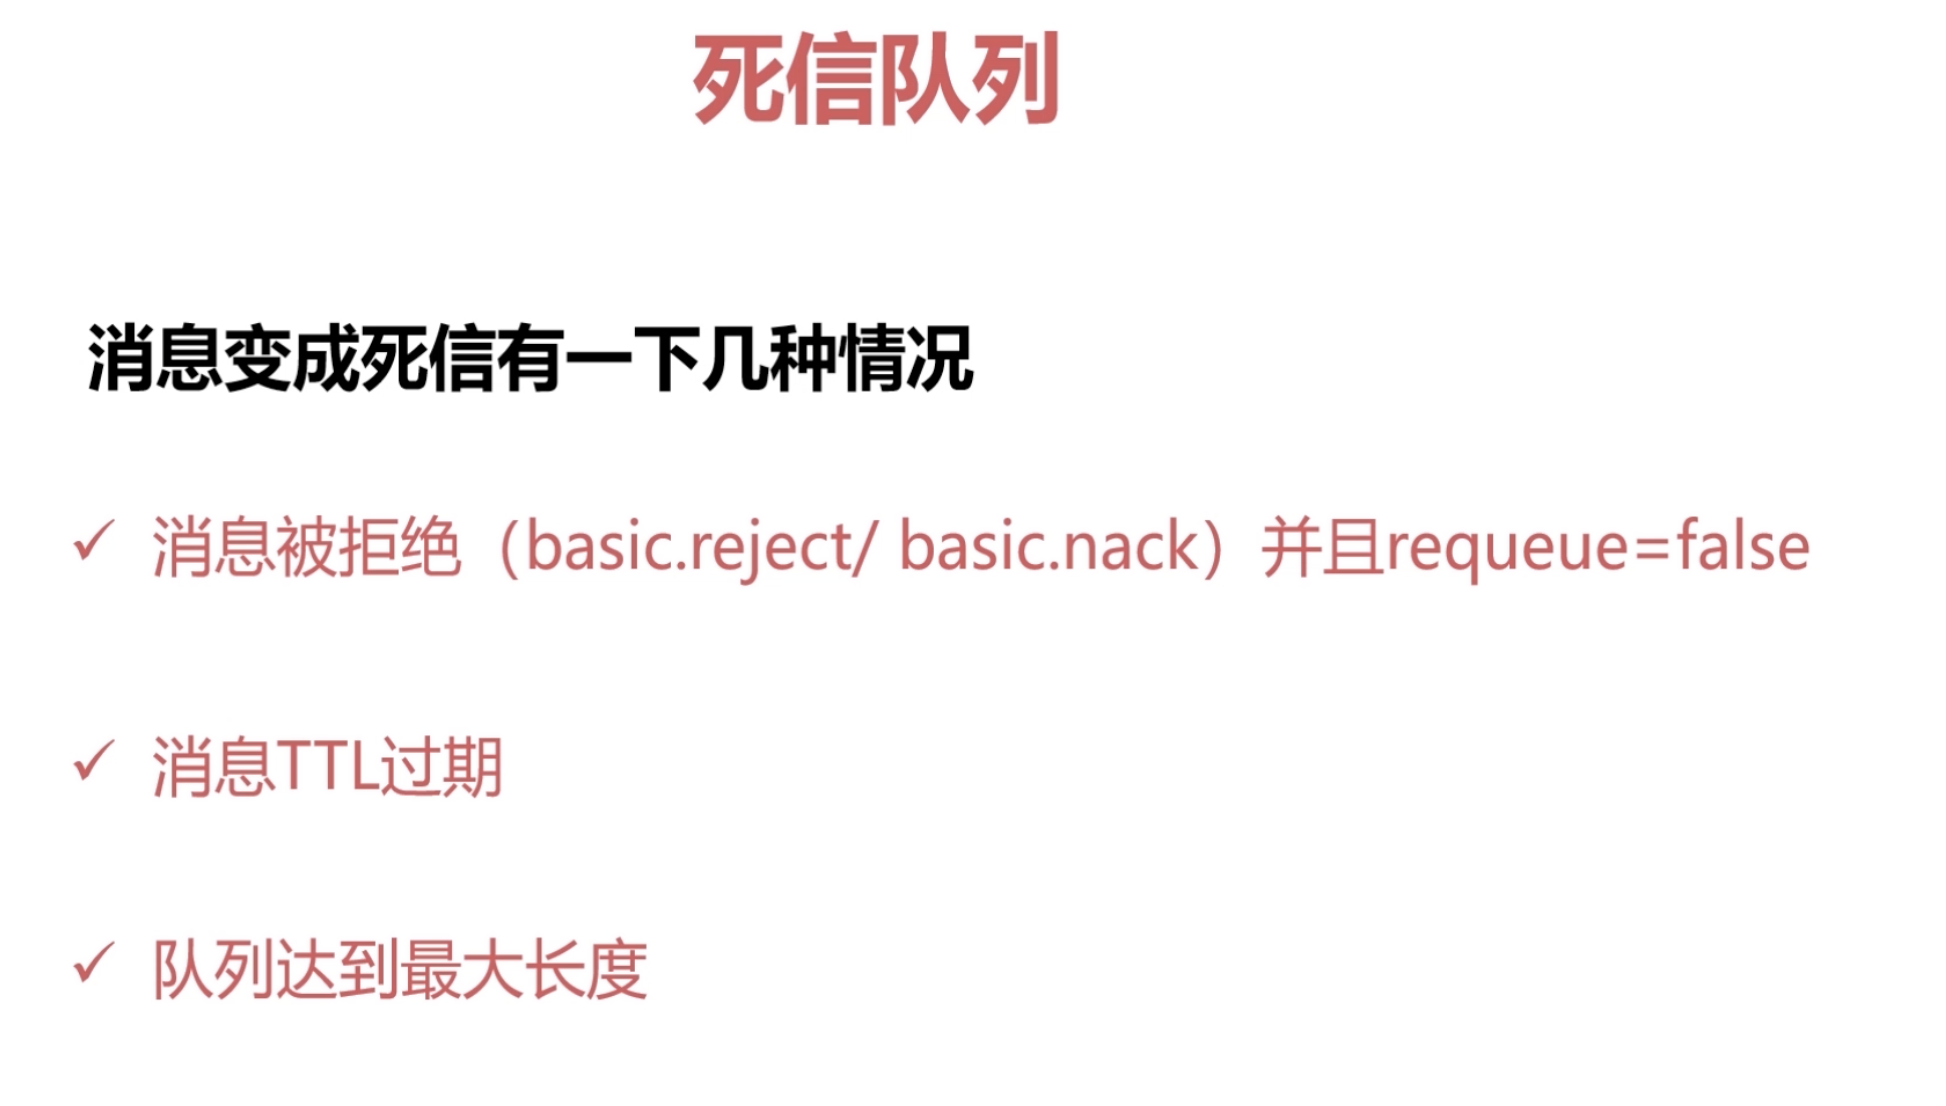 死信队列
消息变成死信有一下几种情况
✓ 消息被拒绝（basic.reject/ basic.nack）并且requeue=false
✓ 消息TTL过期
✓ 队列达到最大长度